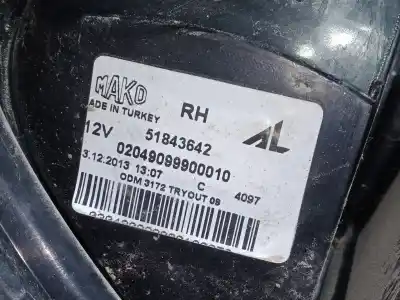 MAKO
ADE IN TURKEY
RH
AL
12V 51843642
02049099900010
3.12.2013 13:07 C 4097
ODM 3172 TRYOUT 09